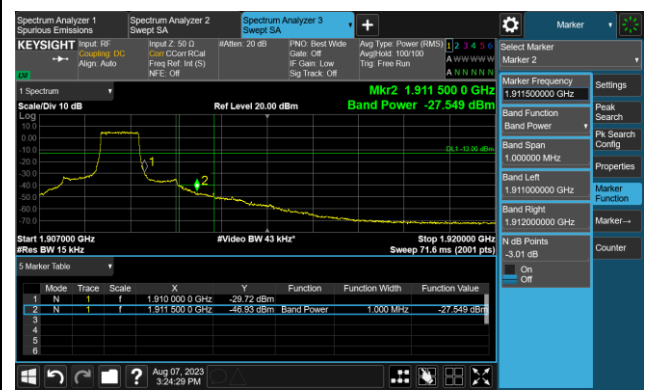 Spectrum Analyzer 1
Spurious Emissions
Spectrum Analyzer 2
Swept SA
Spectrum Analyzer 3
Swept SA
Marker
KEYSIGHT
Input: RF
Coupling: DC
Align: Auto
Input Z: 50 Ω
Corr CCorr RCal
Freq Ref: Int (S)
NFE: Off
#Atten: 20 dB
PNO: Best Wide
Gate: Off
IF Gain: Low
Sig Track: Off
Avg Type: Power (RMS)
Avg|Hold: 100/100
Trig: Free Run
1 2 3 4 5 6
A W W W W W
A N N N N N
LXI
Select Marker
Marker 2
1 Spectrum
Mkr2 1.911 500 0 GHz
Scale/Div 10 dB
Ref Level 20.00 dBm
Band Power -27.549 dBm
Log
10.0
0.00
-10.0
-20.0
-30.0
-40.0
-50.0
-60.0
-70.0
DL1 -13.00 dBm
1
2
Start 1.907000 GHz
#Video BW 43 kHz*
Stop 1.920000 GHz
#Res BW 15 kHz
Sweep 71.6 ms (2001 pts)
Marker Frequency
1.911500000 GHz
Band Function
Band Power
Band Span
1.000000 MHz
Band Left
1.911000000 GHz
Band Right
1.912000000 GHz
N dB Points
-3.01 dB
On
Off
Settings
Peak
Search
Pk Search
Config
Properties
Marker
Function
Marker→
Counter
5 Marker Table
Mode Trace Scale X Y Function Function Width Function Value
1 N 1 f 1.910 000 0 GHz -29.72 dBm
2 N 1 f 1.911 500 0 GHz -46.93 dBm Band Power 1.000 MHz -27.549 dBm
3
4
5
6
?
Aug 07, 2023
3:24:29 PM